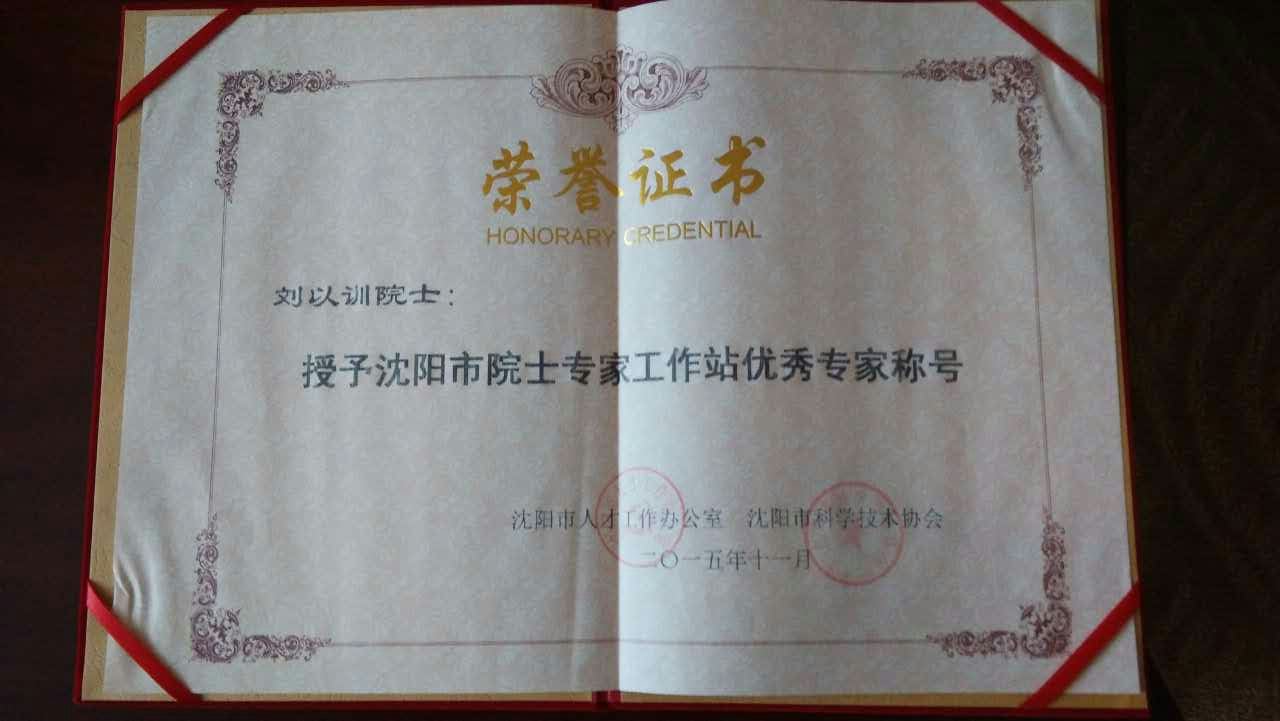 荣誉证书
HONORARY CREDENTIAL
刘以训院士：
授予沈阳市院士专家工作站优秀专家称号
沈阳市人才工作办公室 沈阳市科学技术协会
二〇一五年十一月